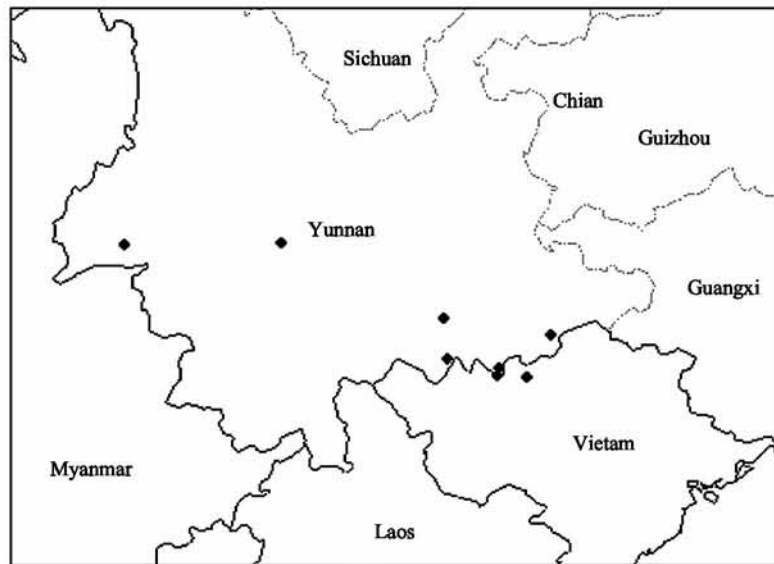 Sichuan
Chian
Guizhou
Yunnan
Guangxi
Vietam
Myanmar
Laos